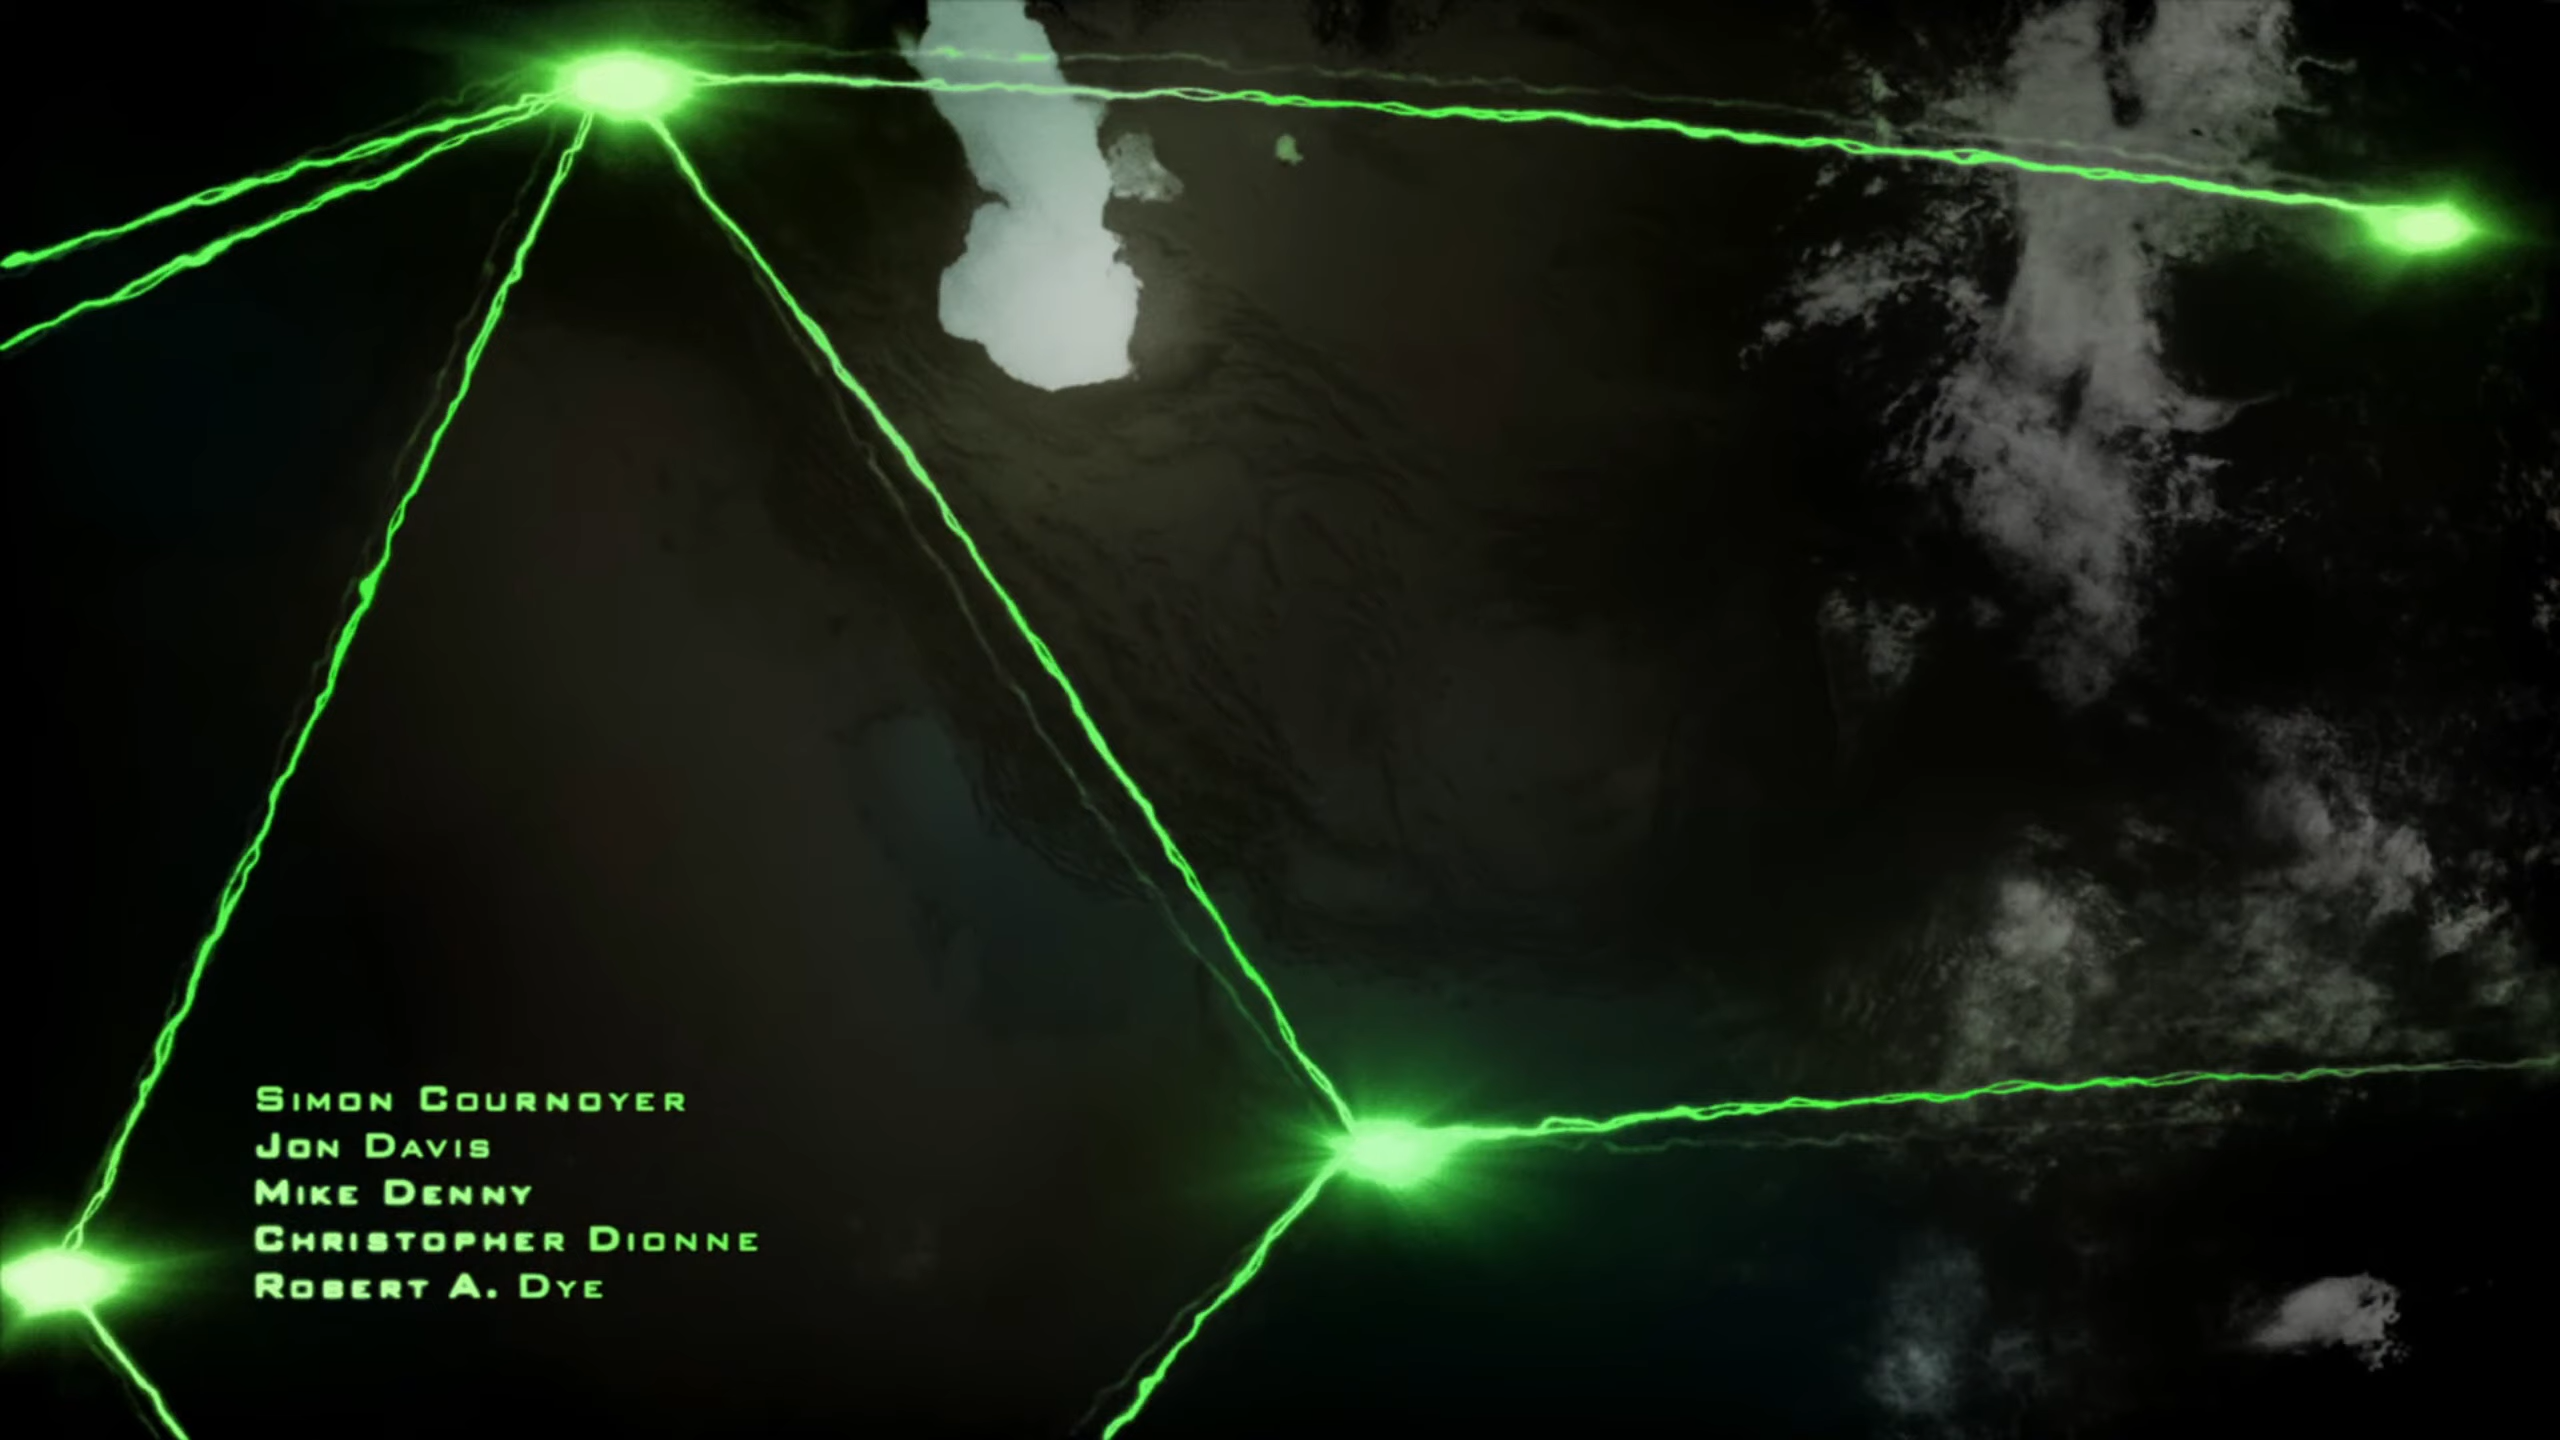 Simon Cournoyer
Jon Davis
Mike Denny
Christopher Dionne
Robert A. Dye